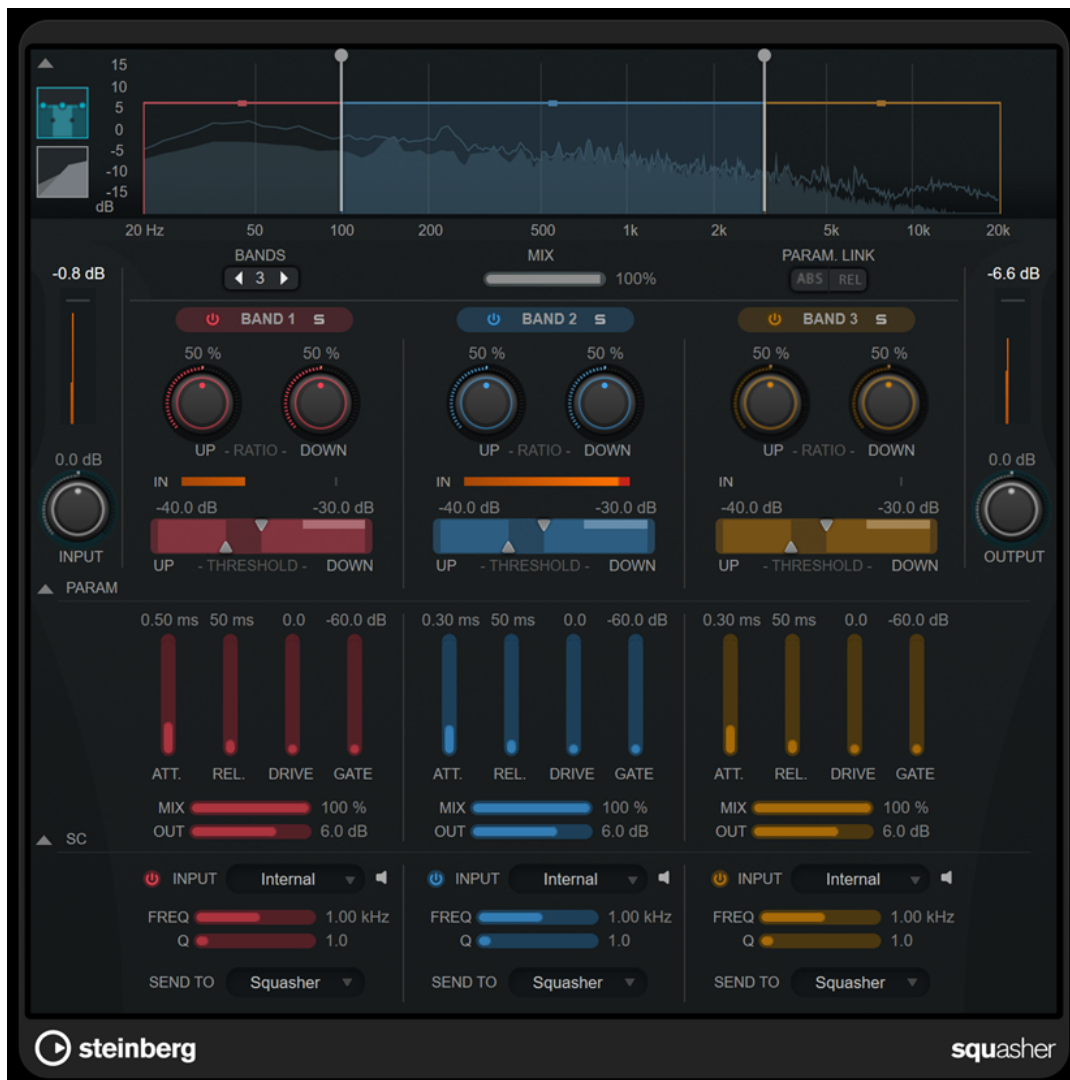 15
10
5
0
-5
-10
-15
dB
20 Hz 50 100 200 500 1k 2k 5k 10k 20k
BANDS MIX PARAM. LINK
-0.8 dB 3 100% ABS REL -6.6 dB
BAND 1 S BAND 2 S BAND 3 S
50 % 50 % 50 % 50 % 50 % 50 %
UP - RATIO - DOWN UP - RATIO - DOWN UP - RATIO - DOWN
0.0 dB 0.0 dB
IN IN IN
-40.0 dB -30.0 dB -40.0 dB -30.0 dB -40.0 dB -30.0 dB
INPUT OUTPUT
UP - THRESHOLD - DOWN UP - THRESHOLD - DOWN UP - THRESHOLD - DOWN
PARAM
0.50 ms 50 ms 0.0 -60.0 dB 0.30 ms 50 ms 0.0 -60.0 dB 0.30 ms 50 ms 0.0 -60.0 dB
ATT. REL. DRIVE GATE ATT. REL. DRIVE GATE ATT. REL. DRIVE GATE
MIX 100 % MIX 100 % MIX 100 %
OUT 6.0 dB OUT 6.0 dB OUT 6.0 dB
SC
INPUT Internal INPUT Internal INPUT Internal
FREQ 1.00 kHz FREQ 1.00 kHz FREQ 1.00 kHz
Q 1.0 Q 1.0 Q 1.0
SEND TO Squasher SEND TO Squasher SEND TO Squasher
steinberg squasher